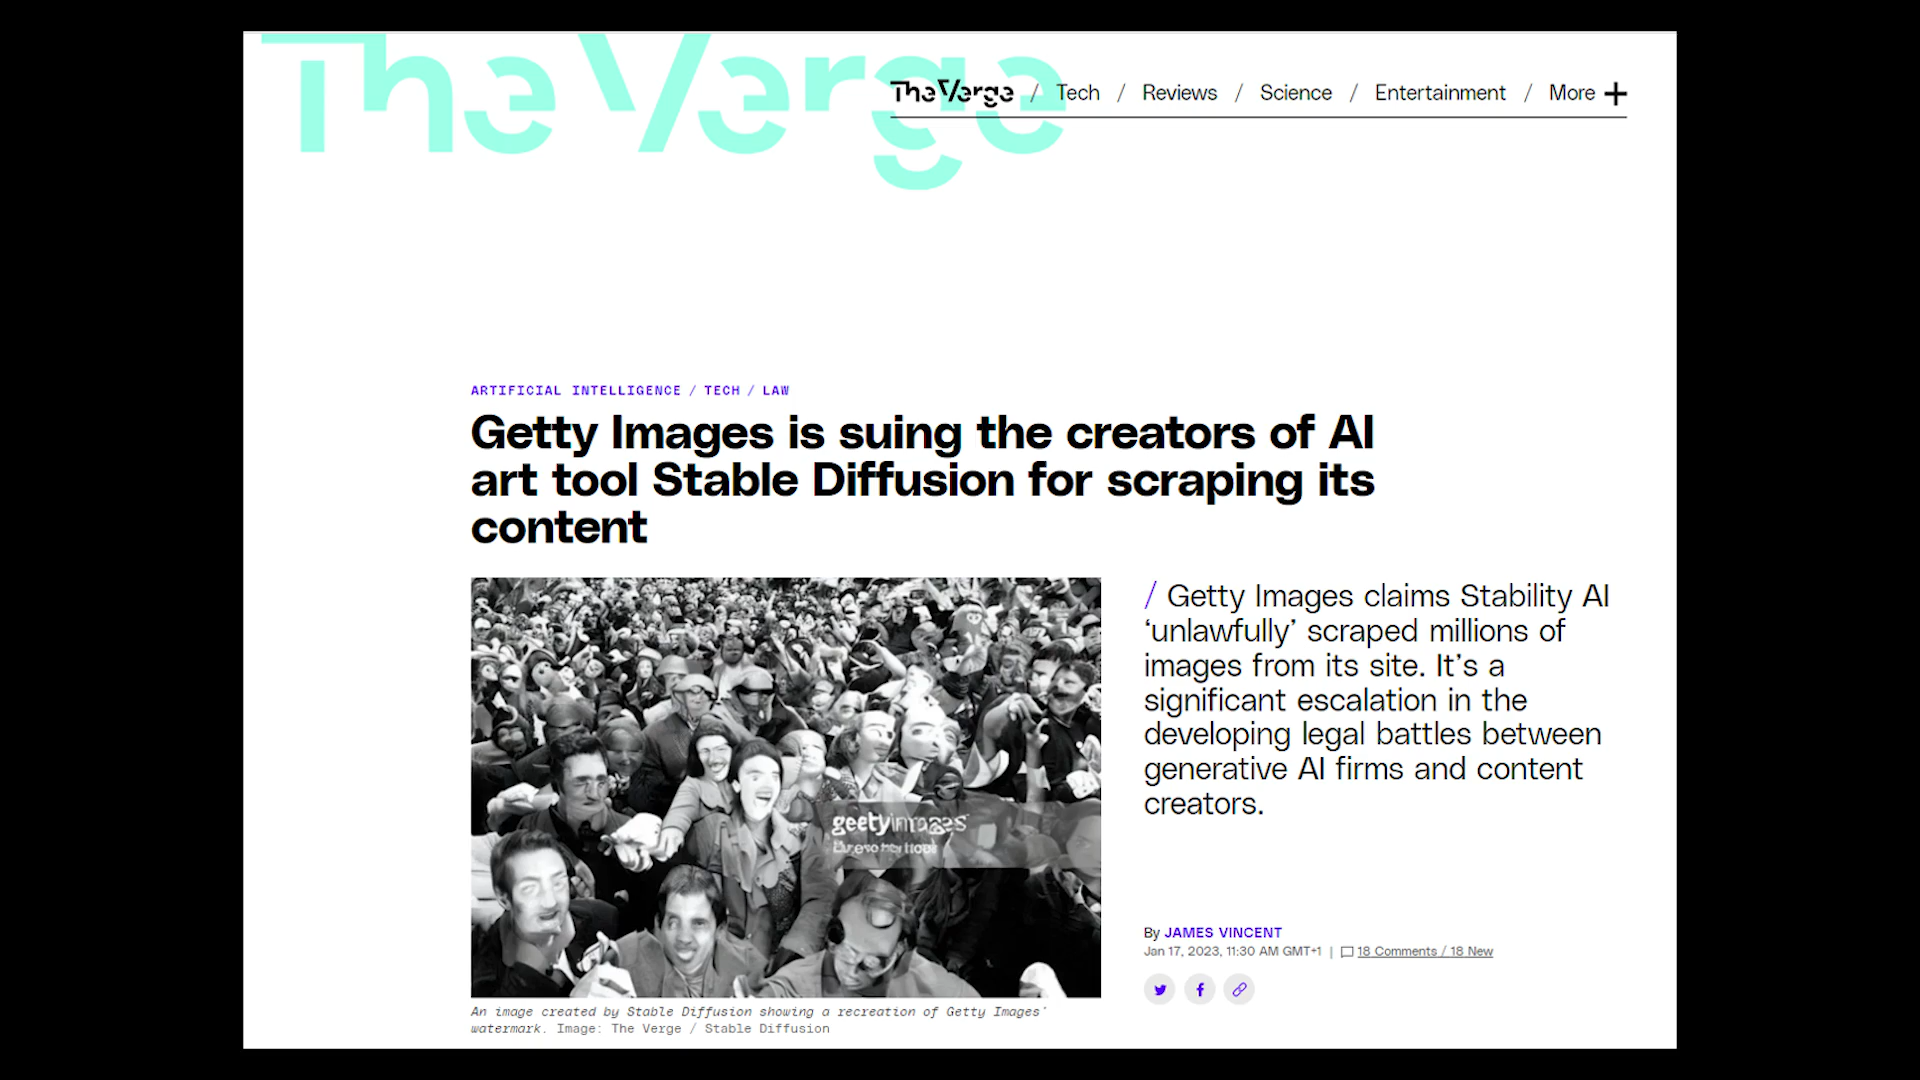 The Verge
The Verge / Tech / Reviews / Science / Entertainment / More +
ARTIFICIAL INTELLIGENCE / TECH / LAW
Getty Images is suing the creators of AI
art tool Stable Diffusion for scraping its
content
/ Getty Images claims Stability AI
‘unlawfully’ scraped millions of
images from its site. It’s a
significant escalation in the
developing legal battles between
generative AI firms and content
creators.
geetyimages
By JAMES VINCENT
Jan 17, 2023, 11:30 AM GMT+1 | 18 Comments / 18 New
An image created by Stable Diffusion showing a recreation of Getty Images’
watermark. Image: The Verge / Stable Diffusion